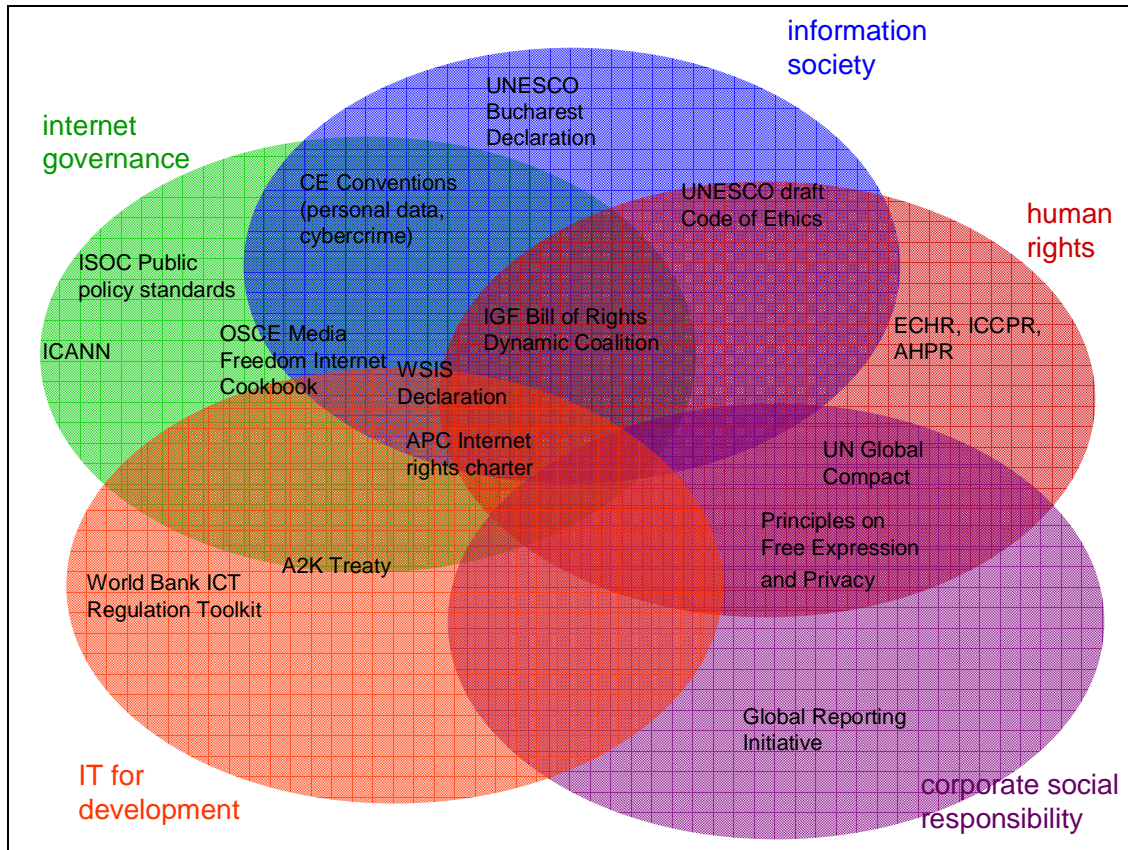 information
society
UNESCO
Bucharest
Declaration
internet
governance
CE Conventions
(personal data,
cybercrime)
UNESCO draft
Code of Ethics
human
rights
ISOC Public
policy standards
ICANN
OSCE Media
Freedom Internet
Cookbook
IGF Bill of Rights
Dynamic Coalition
WSIS
Declaration
ECHR, ICCPR,
AHPR
APC Internet
rights charter
UN Global
Compact
Principles on
Free Expression
and Privacy
A2K Treaty
World Bank ICT
Regulation Toolkit
Global Reporting
Initiative
IT for
development
corporate social
responsibility